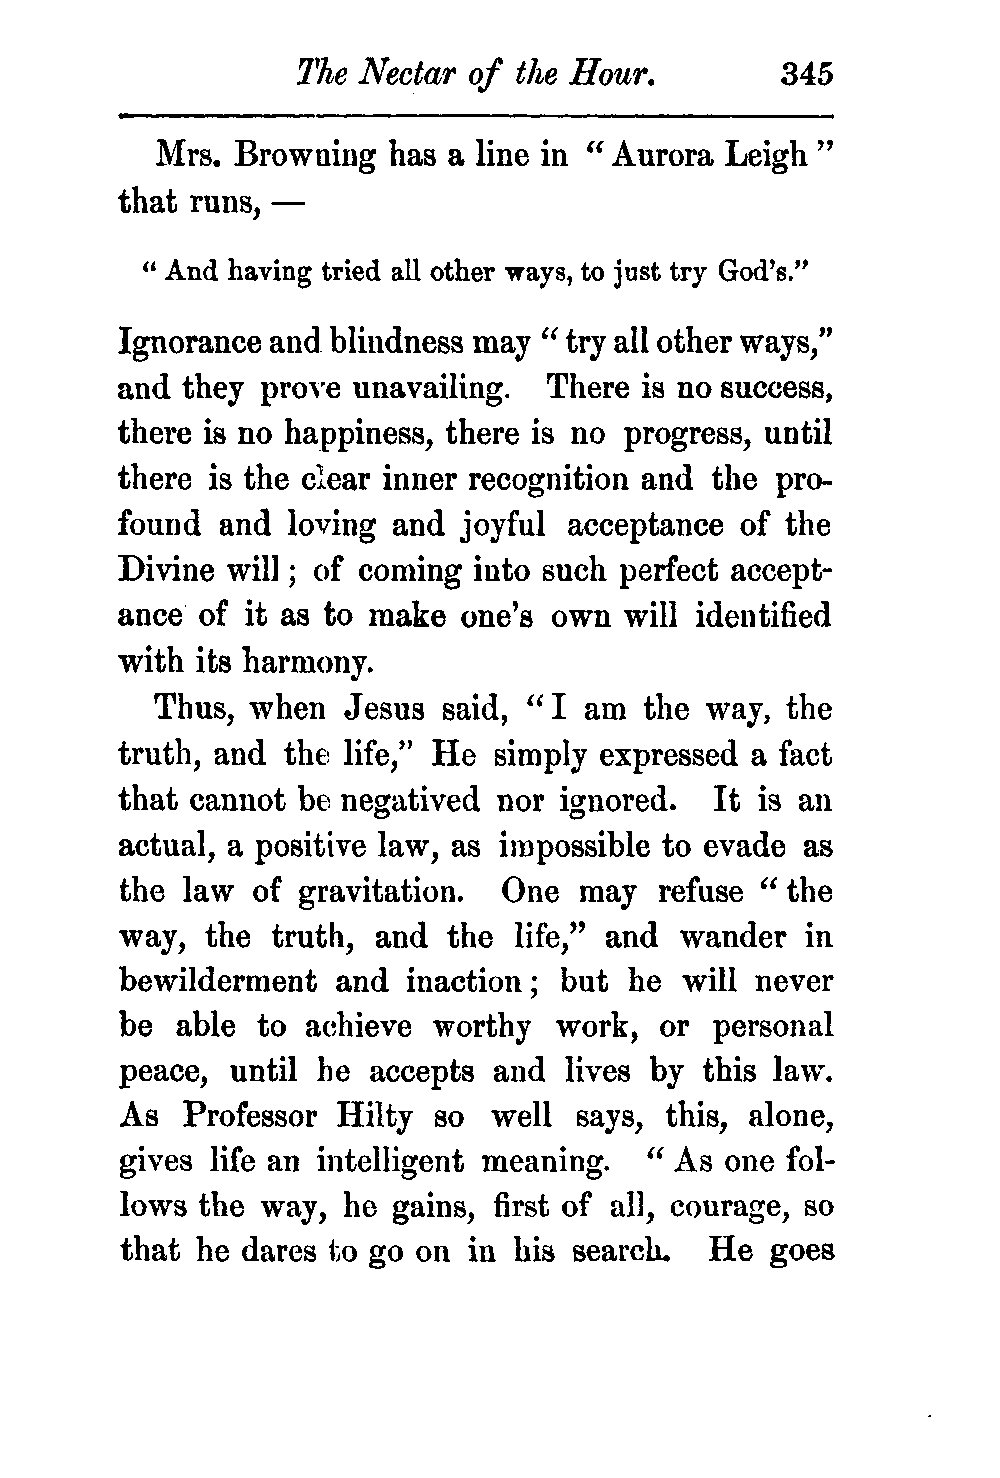 The Nectar of the Hour. 345
Mrs. Browning has a line in “ Aurora Leigh ”
that runs, —
“ And having tried all other ways, to just try God’s.”
Ignorance and blindness may “ try all other ways,”
and they prove unavailing. There is no success,
there is no happiness, there is no progress, until
there is the clear inner recognition and the pro-
found and loving and joyful acceptance of the
Divine will ; of coming into such perfect accept-
ance of it as to make one’s own will identified
with its harmony.
Thus, when Jesus said, “ I am the way, the
truth, and the life,” He simply expressed a fact
that cannot be negatived nor ignored. It is an
actual, a positive law, as impossible to evade as
the law of gravitation. One may refuse “ the
way, the truth, and the life,” and wander in
bewilderment and inaction ; but he will never
be able to achieve worthy work, or personal
peace, until he accepts and lives by this law.
As Professor Hilty so well says, this, alone,
gives life an intelligent meaning. “ As one fol-
lows the way, he gains, first of all, courage, so
that he dares to go on in his search. He goes